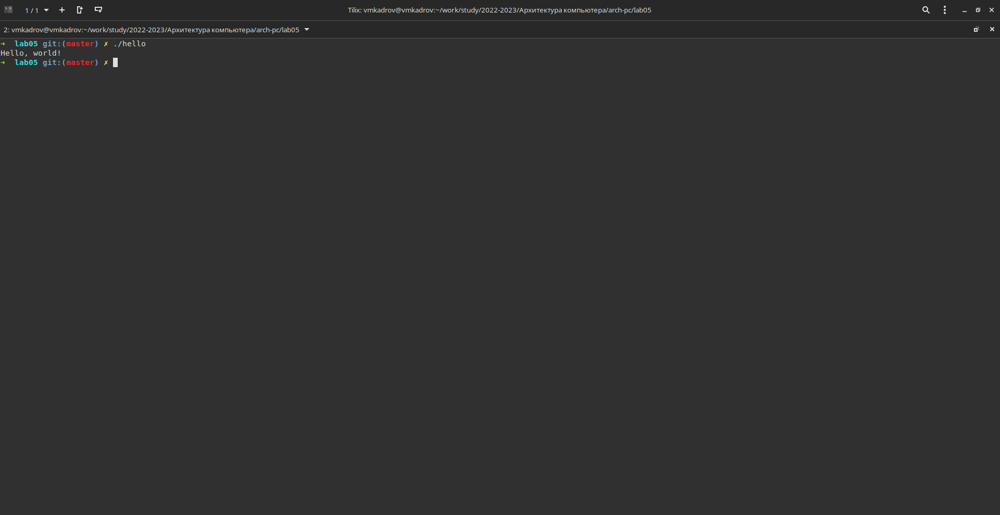 1 / 1 Tilix: vmkadrov@vmkadrov:~/work/study/2022-2023/Архитектура компьютера/arch-pc/lab05
2: vmkadrov@vmkadrov:~/work/study/2022-2023/Архитектура компьютера/arch-pc/lab05
➜ lab05 git:(master) ✗ ./hello
Hello, world!
➜ lab05 git:(master) ✗